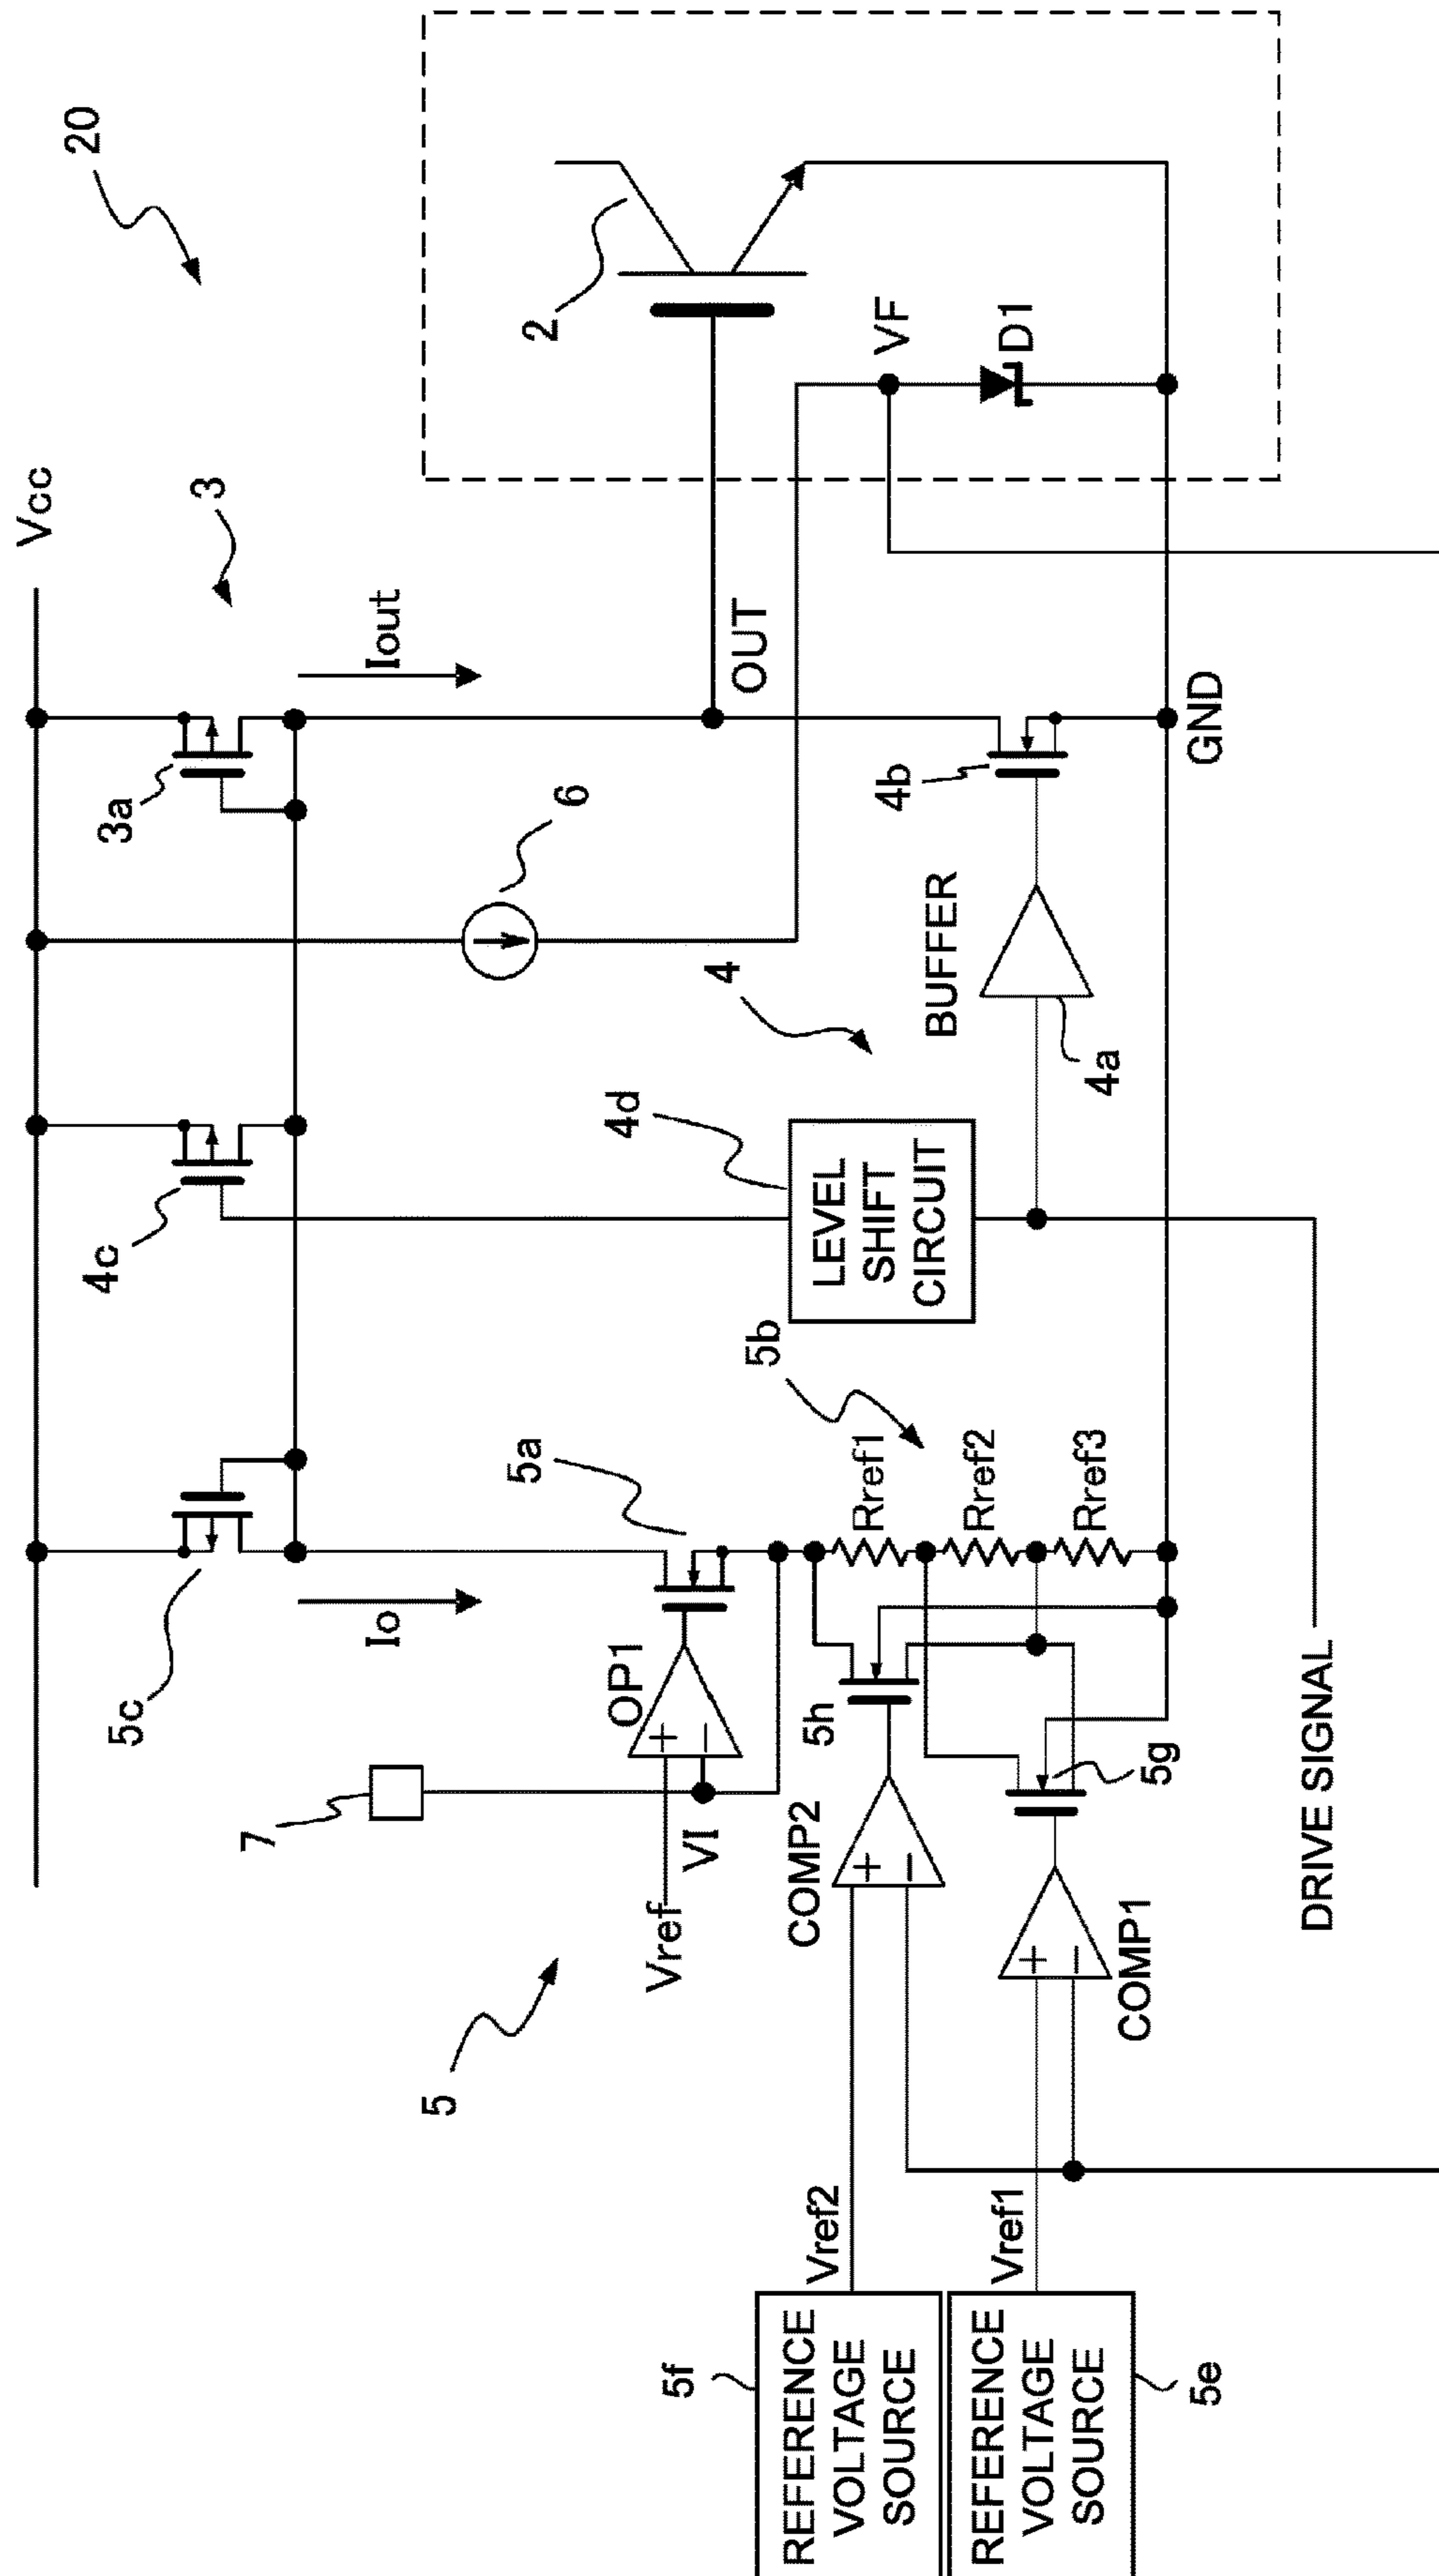 20
Vcc
3
3a
Iout
2
VF
D1
OUT
6
4
4b
GND
BUFFER
4a
4c
4d
LEVEL
SHIFT
CIRCUIT
5c
Io
5a
5b
Rref1
Rref2
Rref3
OP1
+
−
7
VI
Vref
5h
5g
COMP2
+
−
COMP1
+
−
DRIVE SIGNAL
5
Vref2
Vref1
5f
REFERENCE
VOLTAGE
SOURCE
REFERENCE
VOLTAGE
SOURCE
5e